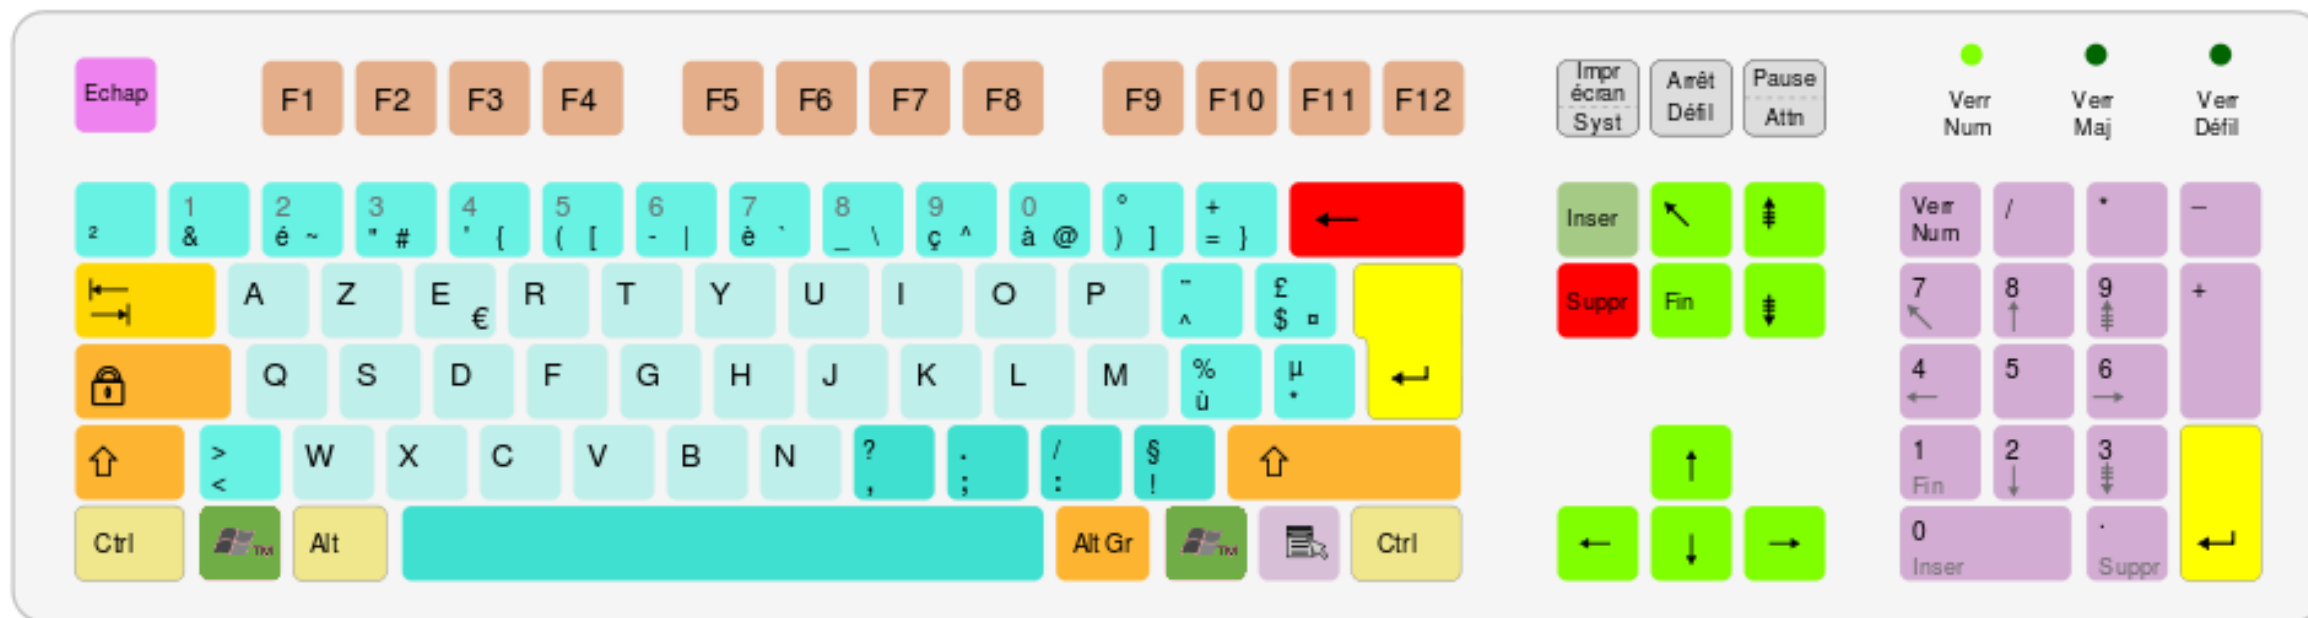 Echap F1 F2 F3 F4 F5 F6 F7 F8 F9 F10 F11 F12
Impr
écran
Syst
Arrêt
Défil
Pause
Attn
Verr
Num
Verr
Maj
Verr
Défil
²
1
&
2
é ~
3
" #
4
' {
5
( [
6
- |
7
è `
8
_ \
9
ç ^
0
à @
°
) ]
+
= }
←
Inser
↖
⇞
Verr
Num
/
*
–
A Z E € R T Y U I O P
¨
^
£
$ ¤
Suppr
Fin
⇟
7
↖
8
↑
9
⇞
+
Q S D F G H J K L M
%
ù
µ
*
↵
4
←
5
6
→
⇧
>
<
W X C V B N
?
,
.
;
/
:
§
!
⇧
↑
1
Fin
2
↓
3
⇟
Ctrl
TM
Alt
Alt Gr
TM
Ctrl
← ↓ →
0
Inser
.
Suppr
↵